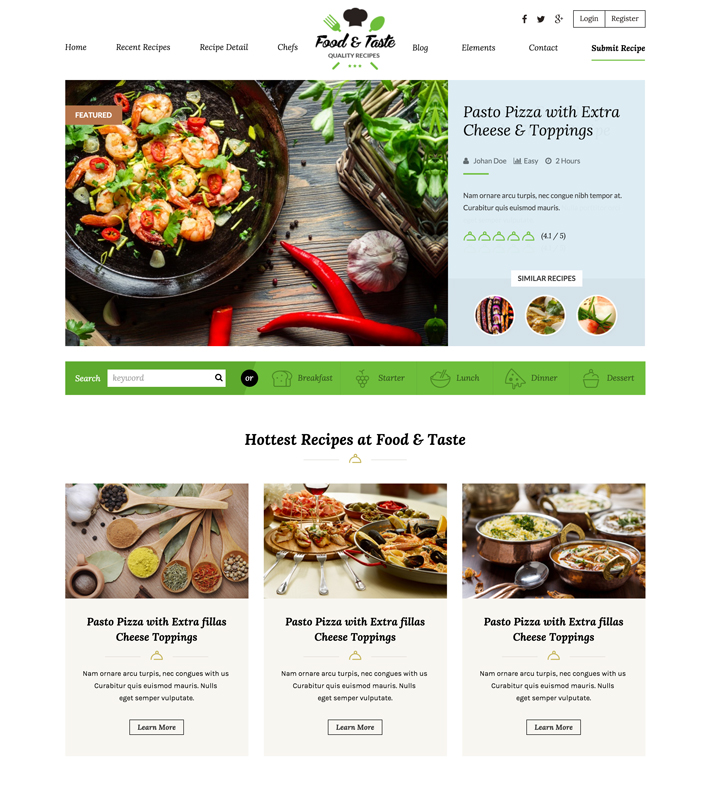 Login
Register
Home
Recent Recipes
Recipe Detail
Chefs
Food & Taste
QUALITY RECIPES
Blog
Elements
Contact
Submit Recipe
FEATURED
Pasto Pizza with Extra
Cheese & Toppings
Johan Doe
Easy
2 Hours
Nam ornare arcu turpis, nec congue nibh tempor at.
Curabitur quis euismod mauris.
(4.1 / 5)
SIMILAR RECIPES
Search
keyword
or
Breakfast
Starter
Lunch
Dinner
Dessert
Hottest Recipes at Food & Taste
Pasto Pizza with Extra fillas
Cheese Toppings
Nam ornare arcu turpis, nec congues with us
Curabitur quis euismod mauris. Nulls
eget semper vulputate.
Learn More
Pasto Pizza with Extra fillas
Cheese Toppings
Nam ornare arcu turpis, nec congues with us
Curabitur quis euismod mauris. Nulls
eget semper vulputate.
Learn More
Pasto Pizza with Extra fillas
Cheese Toppings
Nam ornare arcu turpis, nec congues with us
Curabitur quis euismod mauris. Nulls
eget semper vulputate.
Learn More